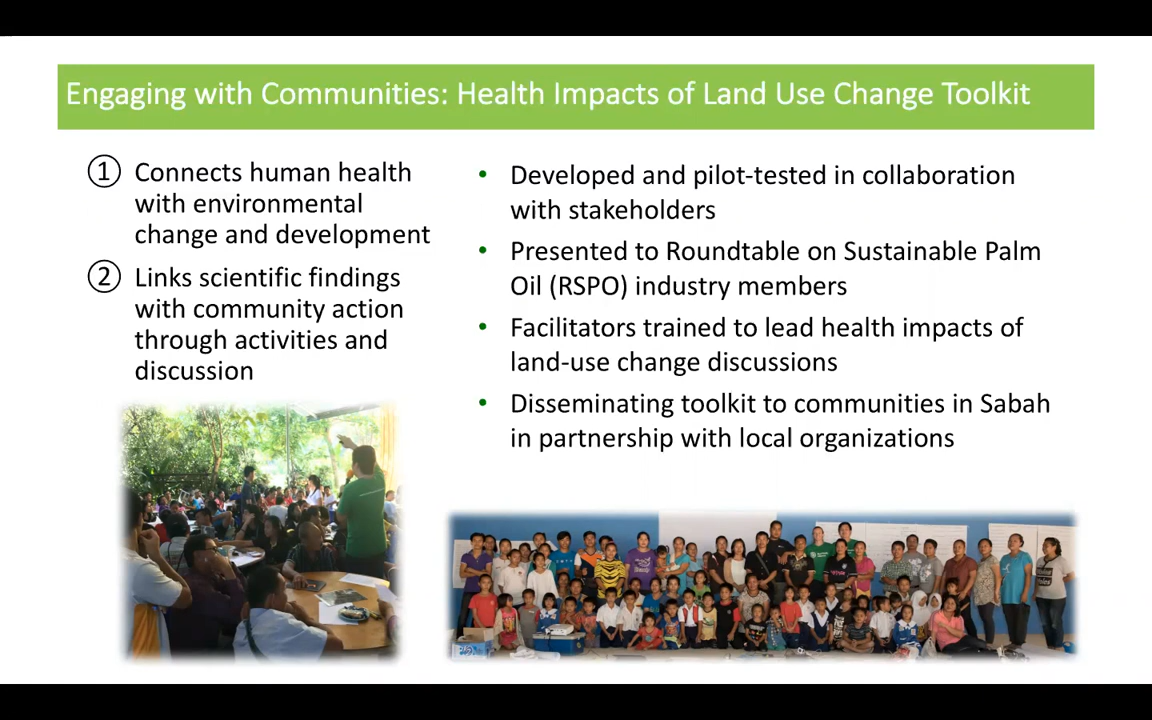 Engaging with Communities: Health Impacts of Land Use Change Toolkit
① Connects human health
with environmental
change and development
② Links scientific findings
with community action
through activities and
discussion
• Developed and pilot-tested in collaboration
with stakeholders
• Presented to Roundtable on Sustainable Palm
Oil (RSPO) industry members
• Facilitators trained to lead health impacts of
land-use change discussions
• Disseminating toolkit to communities in Sabah
in partnership with local organizations